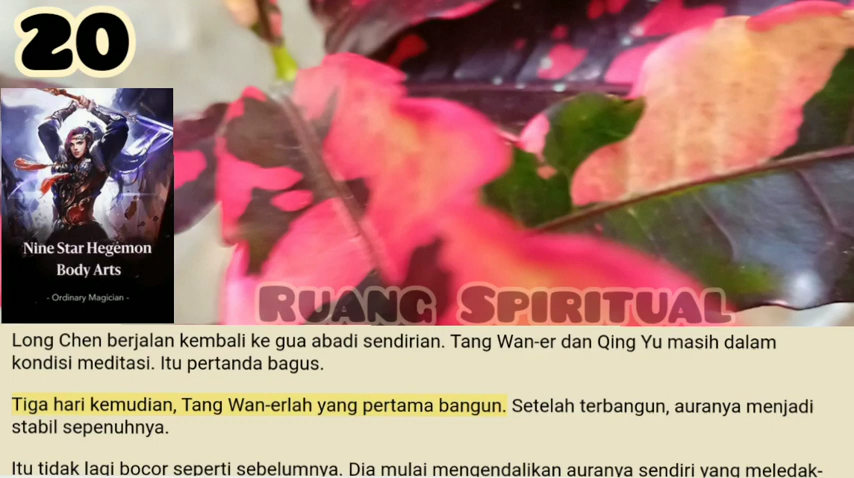 20
Nine Star Hegemon
Body Arts
- Ordinary Magician -
Ruang Spiritual
Long Chen berjalan kembali ke gua abadi sendirian. Tang Wan-er dan Qing Yu masih dalam
kondisi meditasi. Itu pertanda bagus.
Tiga hari kemudian, Tang Wan-erlah yang pertama bangun. Setelah terbangun, auranya menjadi
stabil sepenuhnya.
Itu tidak lagi bocor seperti sebelumnya. Dia mulai mengendalikan auranya sendiri yang meledak-